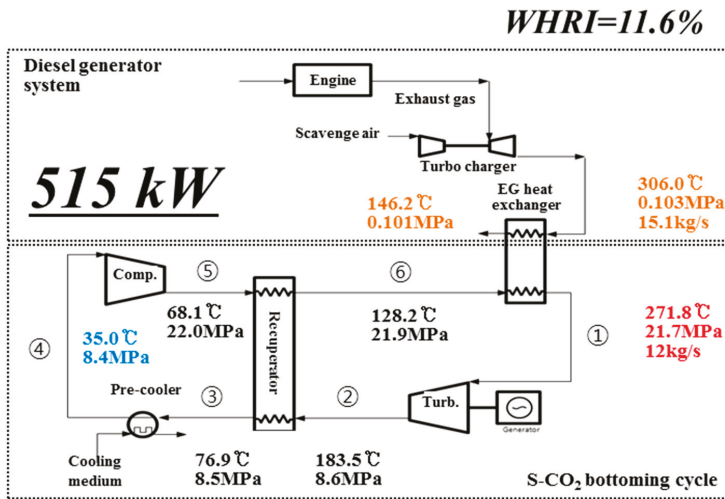 WHRI=11.6%
Diesel generator
system
Engine
Exhaust gas
Scavenge air
Turbo charger
515 kW
EG heat
exchanger
146.2℃
0.101MPa
306.0℃
0.103MPa
15.1kg/s
Comp.
⑤
⑥
68.1℃
22.0MPa
Recuperator
128.2℃
21.9MPa
①
271.8℃
21.7MPa
12kg/s
④
35.0℃
8.4MPa
Pre-cooler
③
②
Turb.
Generator
Cooling
medium
76.9℃
8.5MPa
183.5℃
8.6MPa
S-CO₂ bottoming cycle